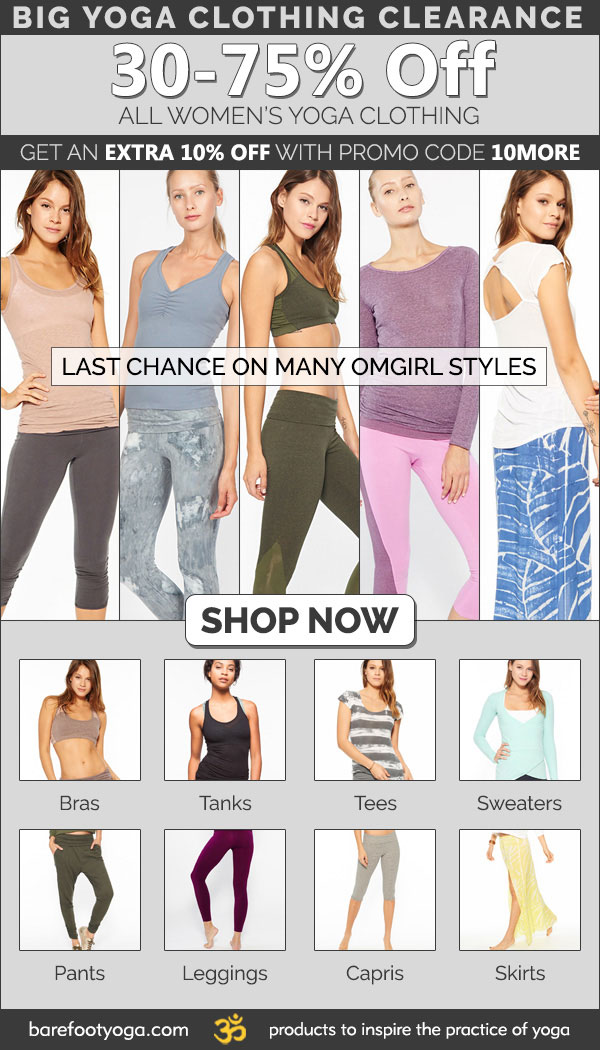 BIG YOGA CLOTHING CLEARANCE
30-75% Off
ALL WOMEN'S YOGA CLOTHING
GET AN EXTRA 10% OFF WITH PROMO CODE 10MORE
LAST CHANCE ON MANY OMGIRL STYLES
SHOP NOW
Bras
Tanks
Tees
Sweaters
Pants
Leggings
Capris
Skirts
barefootyoga.com ॐ products to inspire the practice of yoga